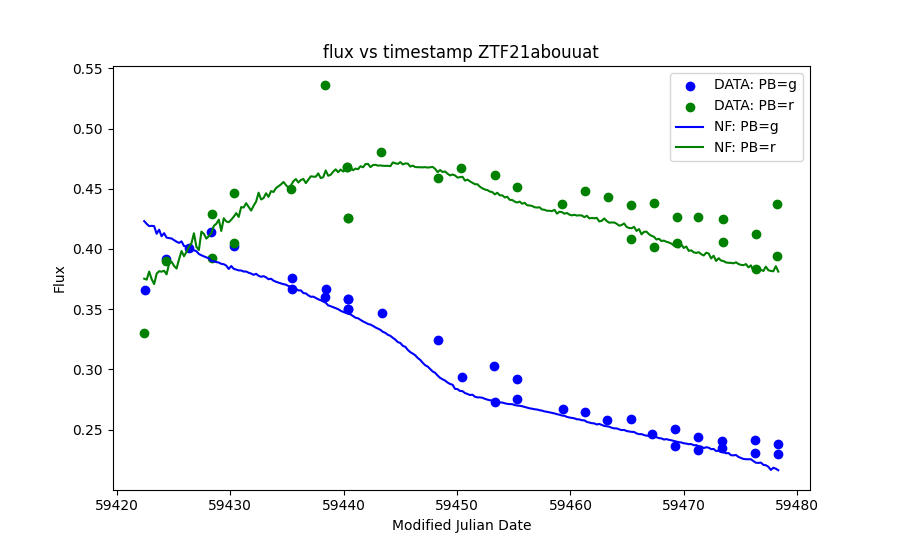 flux vs timestamp ZTF21abouuat
DATA: PB=g
DATA: PB=r
NF: PB=g
NF: PB=r
0.55
0.50
0.45
0.40
0.35
0.30
0.25
Flux
59420 59430 59440 59450 59460 59470 59480
Modified Julian Date